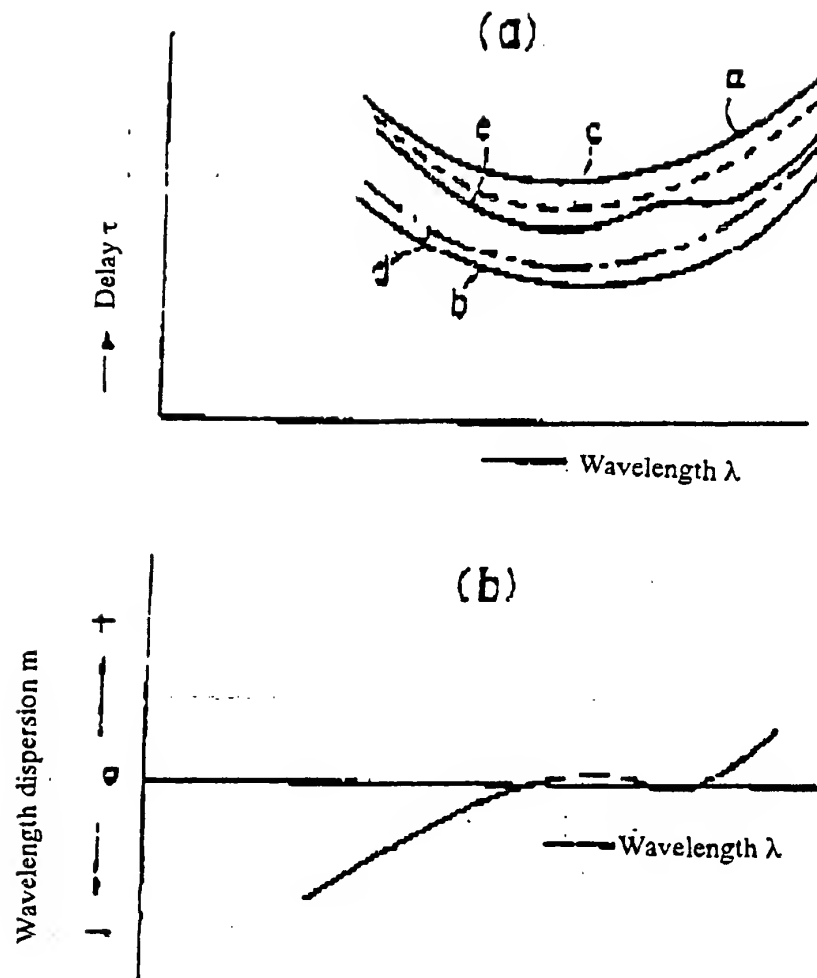 (a)
a
e
c
d
b
Delay τ
Wavelength λ
(b)
Wavelength dispersion m
+
0
-
Wavelength λ